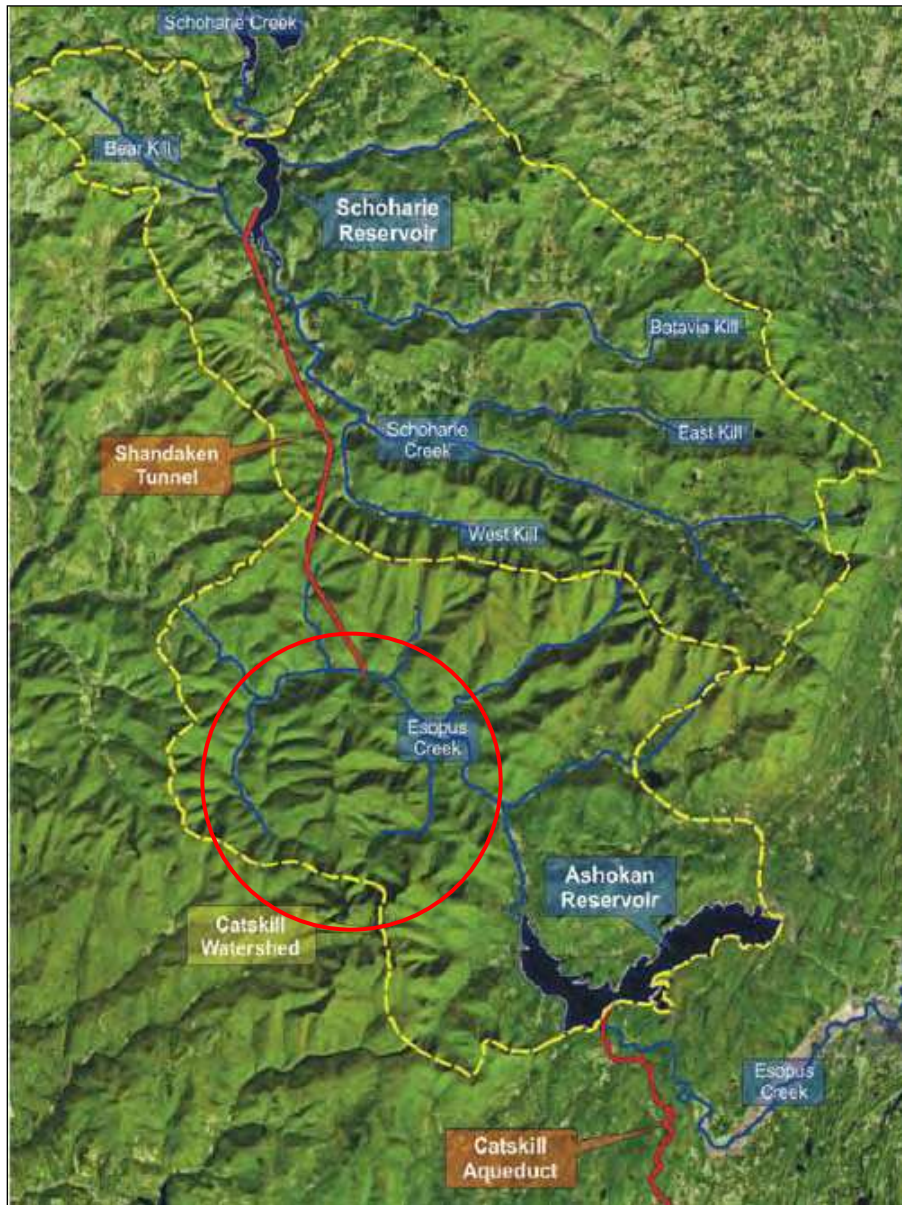 Schoharie Creek
Bear Kill
Schoharie
Reservoir
Batavia Kill
Schoharie
Creek
East Kill
Shandaken
Tunnel
West Kill
Esopus
Creek
Ashokan
Reservoir
Catskill
Watershed
Esopus
Creek
Catskill
Aqueduct